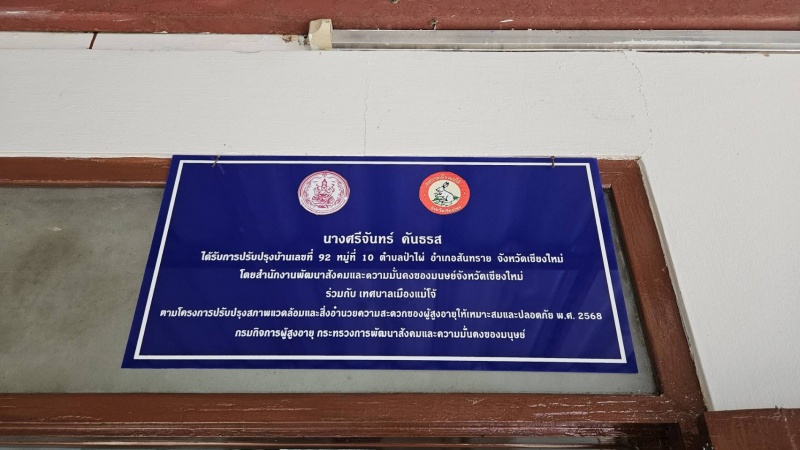 นางศรีจันทร์ คันธรส
ได้รับการปรับปรุงบ้านเลขที่ 92 หมู่ที่ 10 ตำบลป่าไผ่ อำเภอสันทราย จังหวัดเชียงใหม่
โดยสำนักงานพัฒนาสังคมและความมั่นคงของมนุษย์จังหวัดเชียงใหม่
ร่วมกับ เทศบาลเมืองแม่โจ้
ตามโครงการปรับปรุงสภาพแวดล้อมและสิ่งอำนวยความสะดวกของผู้สูงอายุให้เหมาะสมและปลอดภัย พ.ศ. 2568
กรมกิจการผู้สูงอายุ กระทรวงการพัฒนาสังคมและความมั่นคงของมนุษย์